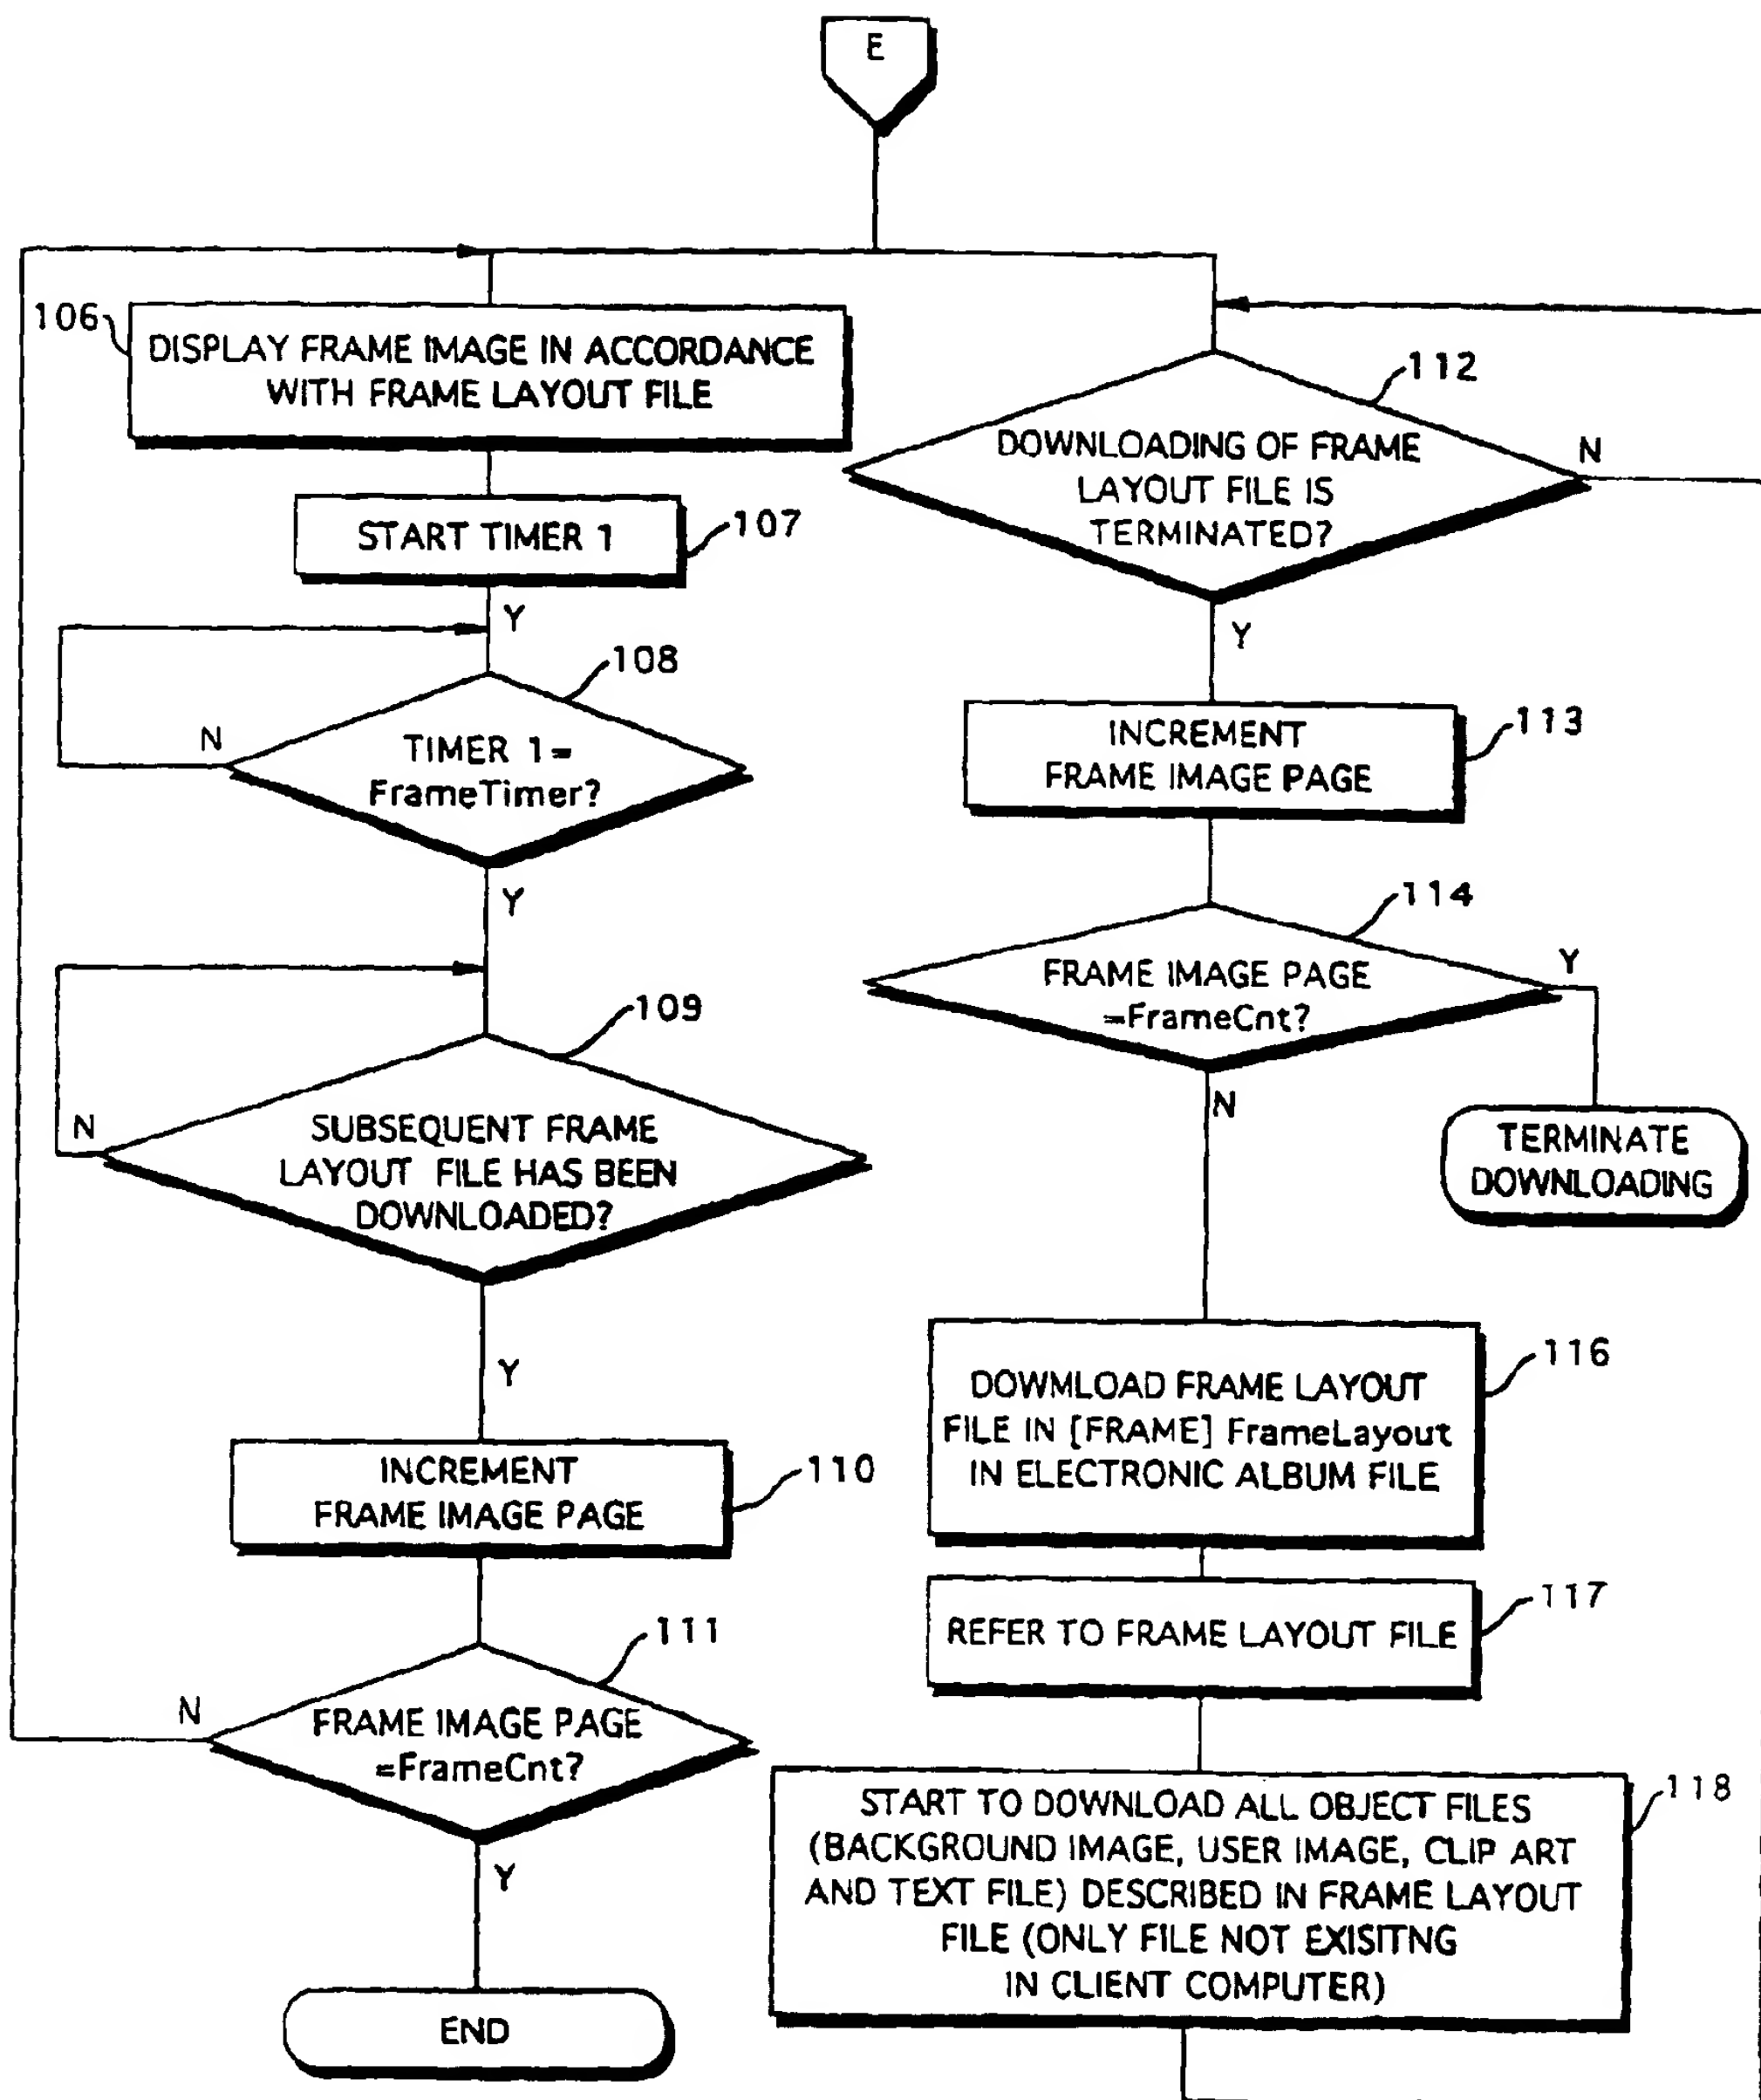 E
106
DISPLAY FRAME IMAGE IN ACCORDANCE
WITH FRAME LAYOUT FILE
START TIMER 1
107
Y
108
N
TIMER 1=
FrameTimer?
Y
109
N
SUBSEQUENT FRAME
LAYOUT FILE HAS BEEN
DOWNLOADED?
Y
INCREMENT
FRAME IMAGE PAGE
110
111
N
FRAME IMAGE PAGE
=FrameCnt?
Y
END
112
DOWNLOADING OF FRAME
LAYOUT FILE IS
TERMINATED?
N
Y
INCREMENT
FRAME IMAGE PAGE
113
114
FRAME IMAGE PAGE
=FrameCnt?
Y
N
TERMINATE
DOWNLOADING
116
DOWMLOAD FRAME LAYOUT
FILE IN [FRAME] FrameLayout
IN ELECTRONIC ALBUM FILE
117
REFER TO FRAME LAYOUT FILE
118
START TO DOWNLOAD ALL OBJECT FILES
(BACKGROUND IMAGE, USER IMAGE, CLIP ART
AND TEXT FILE) DESCRIBED IN FRAME LAYOUT
FILE (ONLY FILE NOT EXISITNG
IN CLIENT COMPUTER)